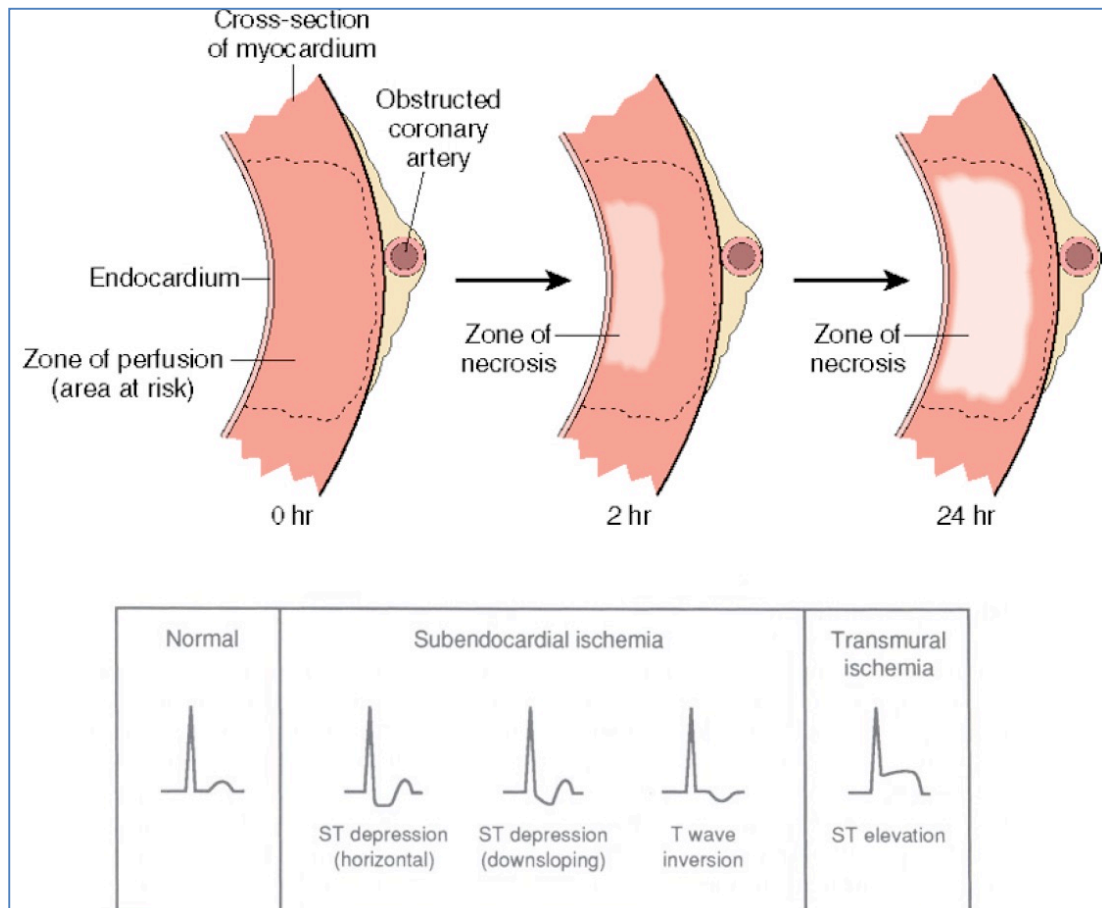 Cross-section
of myocardium
Obstructed
coronary
artery
Endocardium
Zone of perfusion
(area at risk)
Zone of
necrosis
Zone of
necrosis
0 hr
2 hr
24 hr
Normal
Subendocardial ischemia
Transmural
ischemia
ST depression
(horizontal)
ST depression
(downsloping)
T wave
inversion
ST elevation